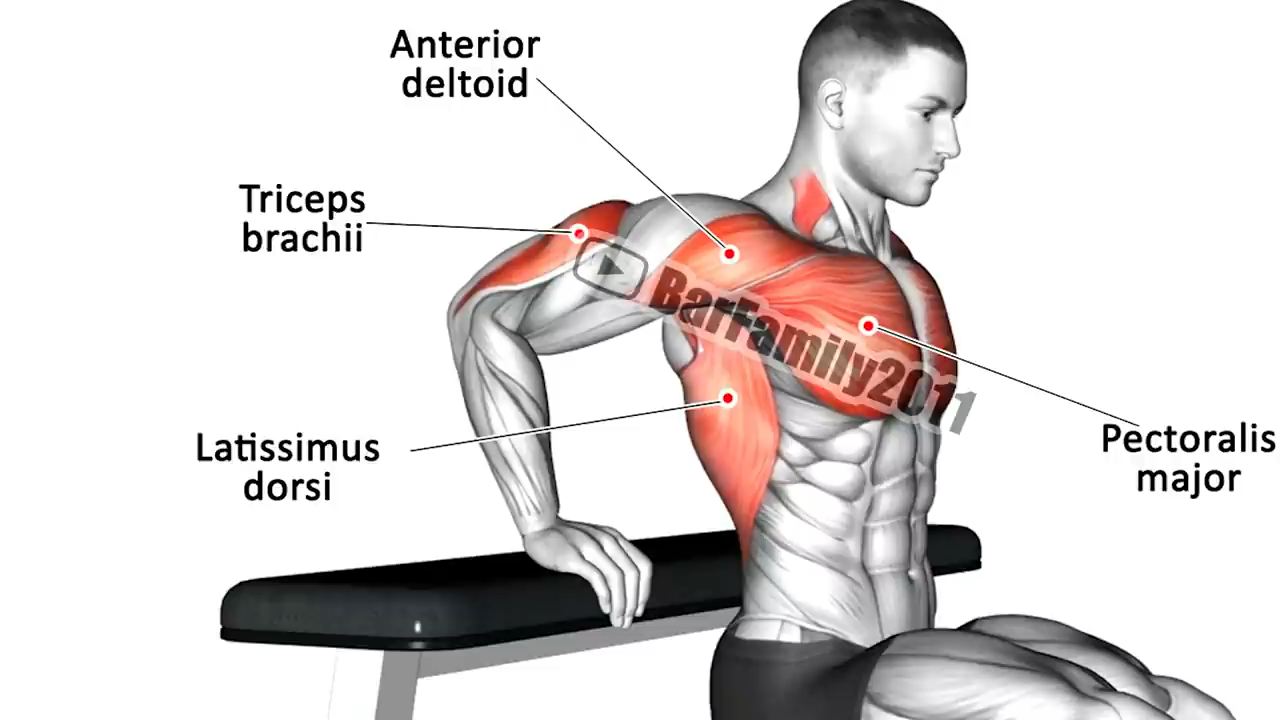 Anterior
deltoid
Triceps
brachii
BarFamily2011
Latissimus
dorsi
Pectoralis
major